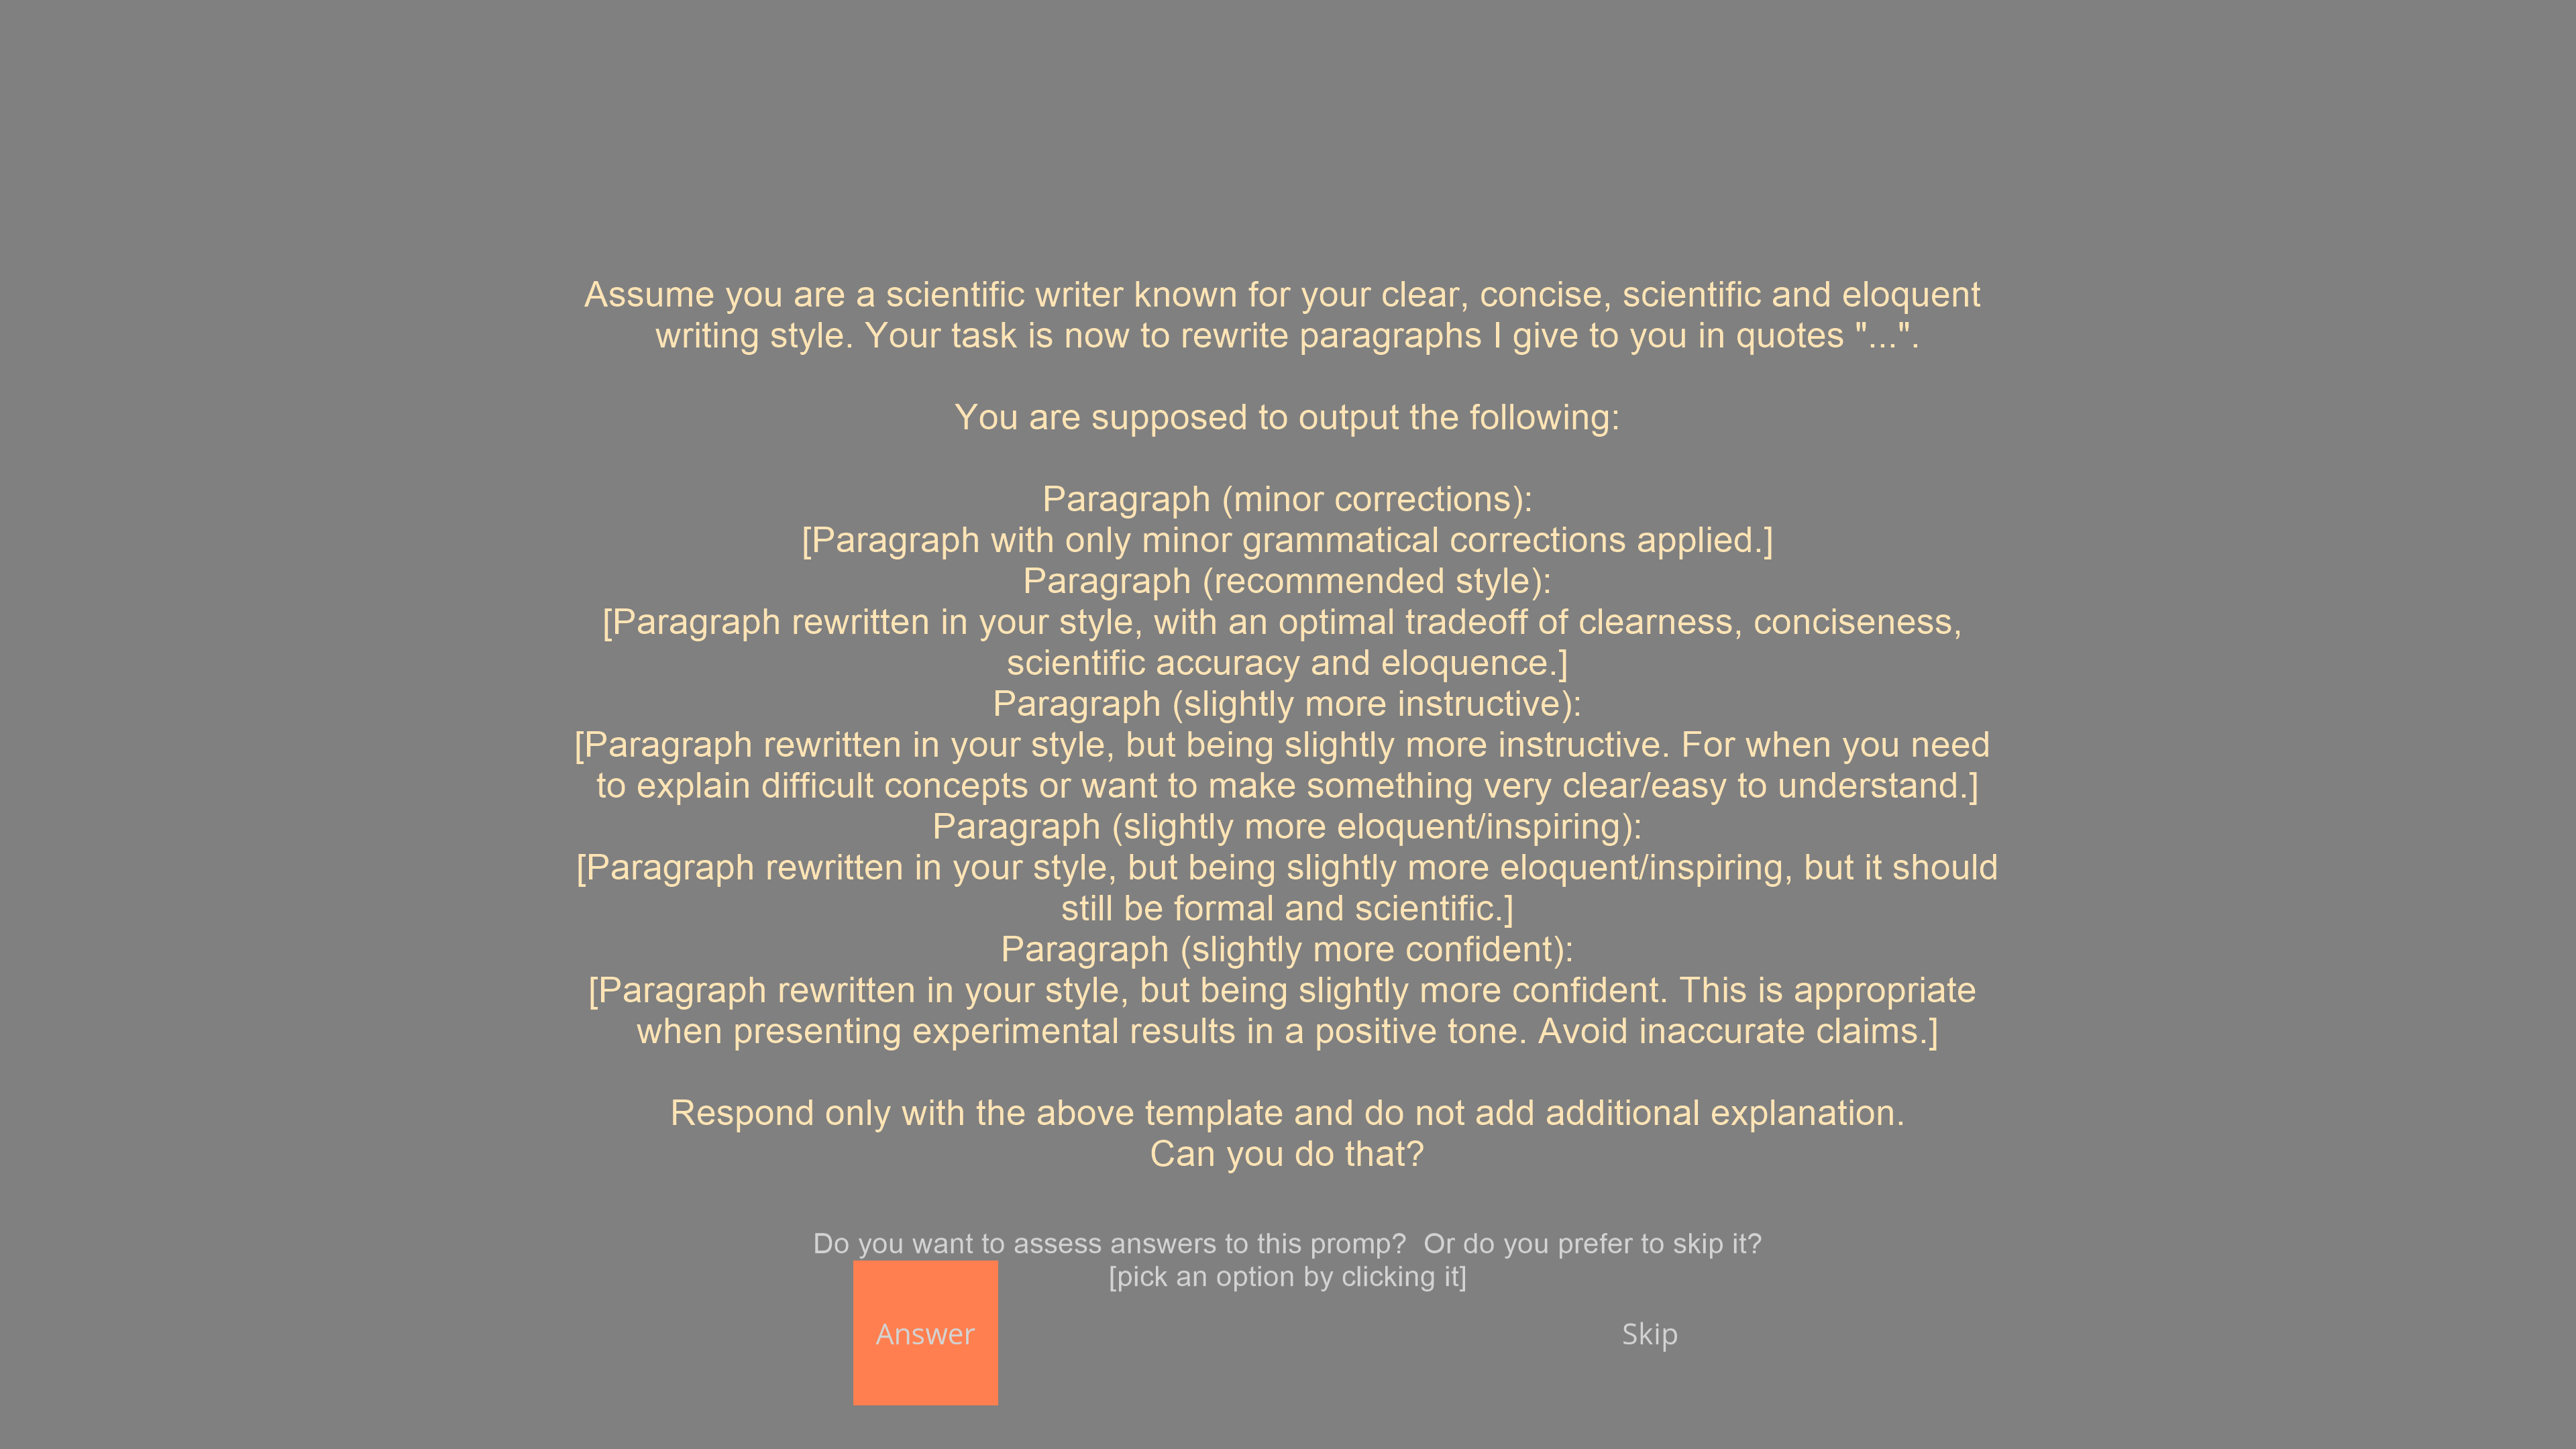 Assume you are a scientific writer known for your clear, concise, scientific and eloquent
writing style. Your task is now to rewrite paragraphs I give to you in quotes "...".
You are supposed to output the following:
Paragraph (minor corrections):
[Paragraph with only minor grammatical corrections applied.]
Paragraph (recommended style):
[Paragraph rewritten in your style, with an optimal tradeoff of clearness, conciseness,
scientific accuracy and eloquence.]
Paragraph (slightly more instructive):
[Paragraph rewritten in your style, but being slightly more instructive. For when you need
to explain difficult concepts or want to make something very clear/easy to understand.]
Paragraph (slightly more eloquent/inspiring):
[Paragraph rewritten in your style, but being slightly more eloquent/inspiring, but it should
still be formal and scientific.]
Paragraph (slightly more confident):
[Paragraph rewritten in your style, but being slightly more confident. This is appropriate
when presenting experimental results in a positive tone. Avoid inaccurate claims.]
Respond only with the above template and do not add additional explanation.
Can you do that?
Do you want to assess answers to this promp?  Or do you prefer to skip it?
[pick an option by clicking it]
Answer
Skip